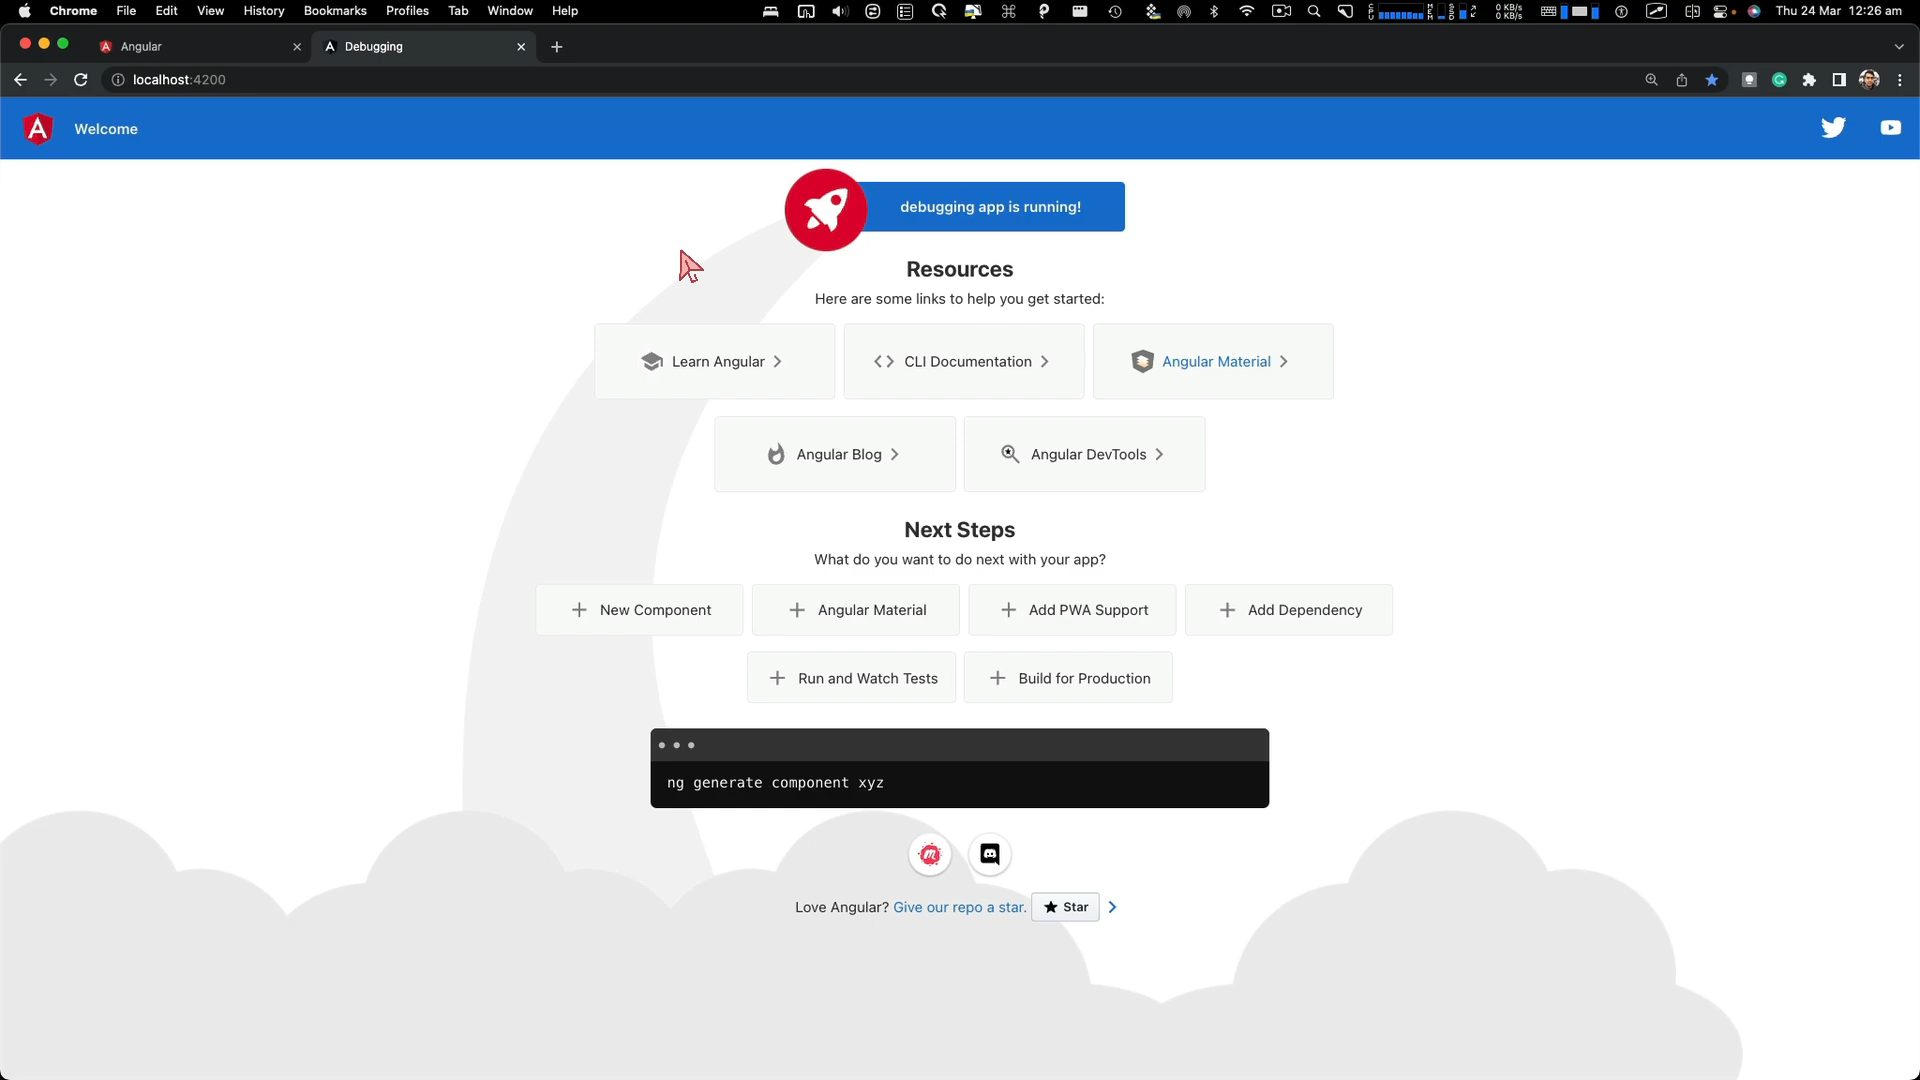 Chrome File Edit View History Bookmarks Profiles Tab Window Help 0 KB/s 0 KB/s Thu 24 Mar 12:26 am
Angular Debugging
localhost:4200
Welcome
debugging app is running!
Resources
Here are some links to help you get started:
Learn Angular CLI Documentation Angular Material
Angular Blog Angular DevTools
Next Steps
What do you want to do next with your app?
New Component Angular Material Add PWA Support Add Dependency
Run and Watch Tests Build for Production
ng generate component xyz
Love Angular? Give our repo a star. Star